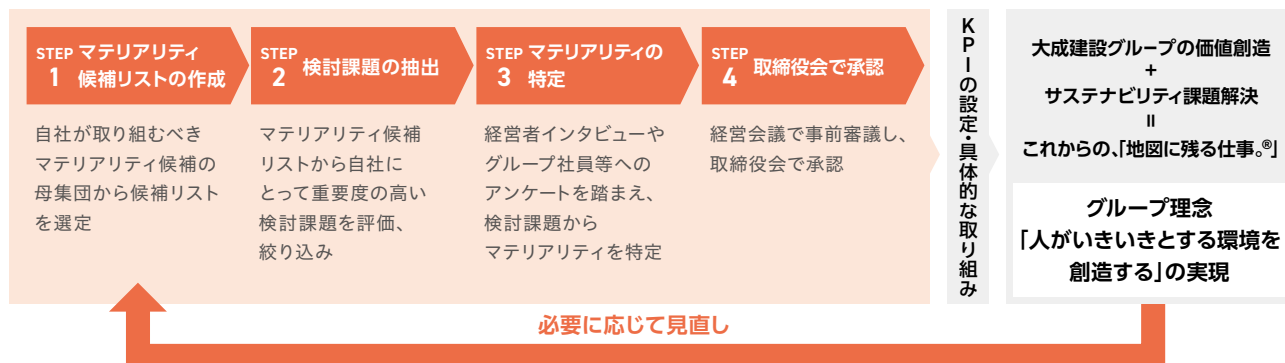 STEP 1 マテリアリティ
候補リストの作成
自社が取り組むべき
マテリアリティ候補の
母集団から候補リスト
を選定
STEP 2 検討課題の抽出
マテリアリティ候補
リストから自社に
とって重要度の高い
検討課題を評価、
絞り込み
STEP 3 マテリアリティの
特定
経営者インタビューや
グループ社員等への
アンケートを踏まえ、
検討課題から
マテリアリティを特定
STEP 4 取締役会で承認
経営会議で事前審議し、
取締役会で承認
KPIの設定・具体的な取り組み
大成建設グループの価値創造
+
サステナビリティ課題解決
=
これからの、「地図に残る仕事。®」
グループ理念
「人がいきいきとする環境を
創造する」の実現
必要に応じて見直し